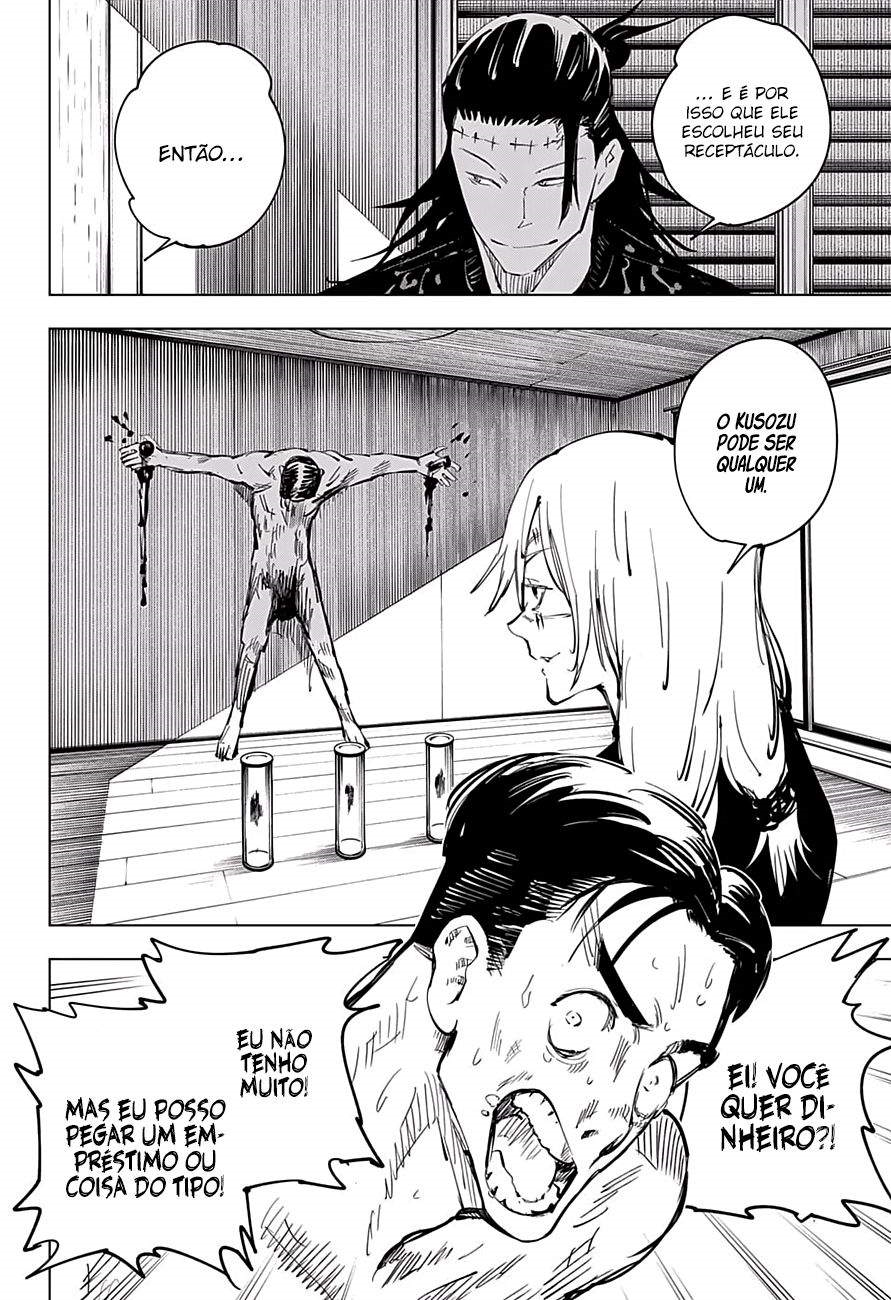 ... E É POR
ISSO QUE ELE
ESCOLHEU SEU
RECEPTÁCULO.
ENTÃO...
O KUSOZU
PODE SER
QUALQUER
UM.
EI! VOCÊ
QUER DI-
NHEIRO?!
EU NÃO
TENHO
MUITO!
MAS EU POSSO
PEGAR UM EM-
PRÉSTIMO OU
COISA DO TIPO!